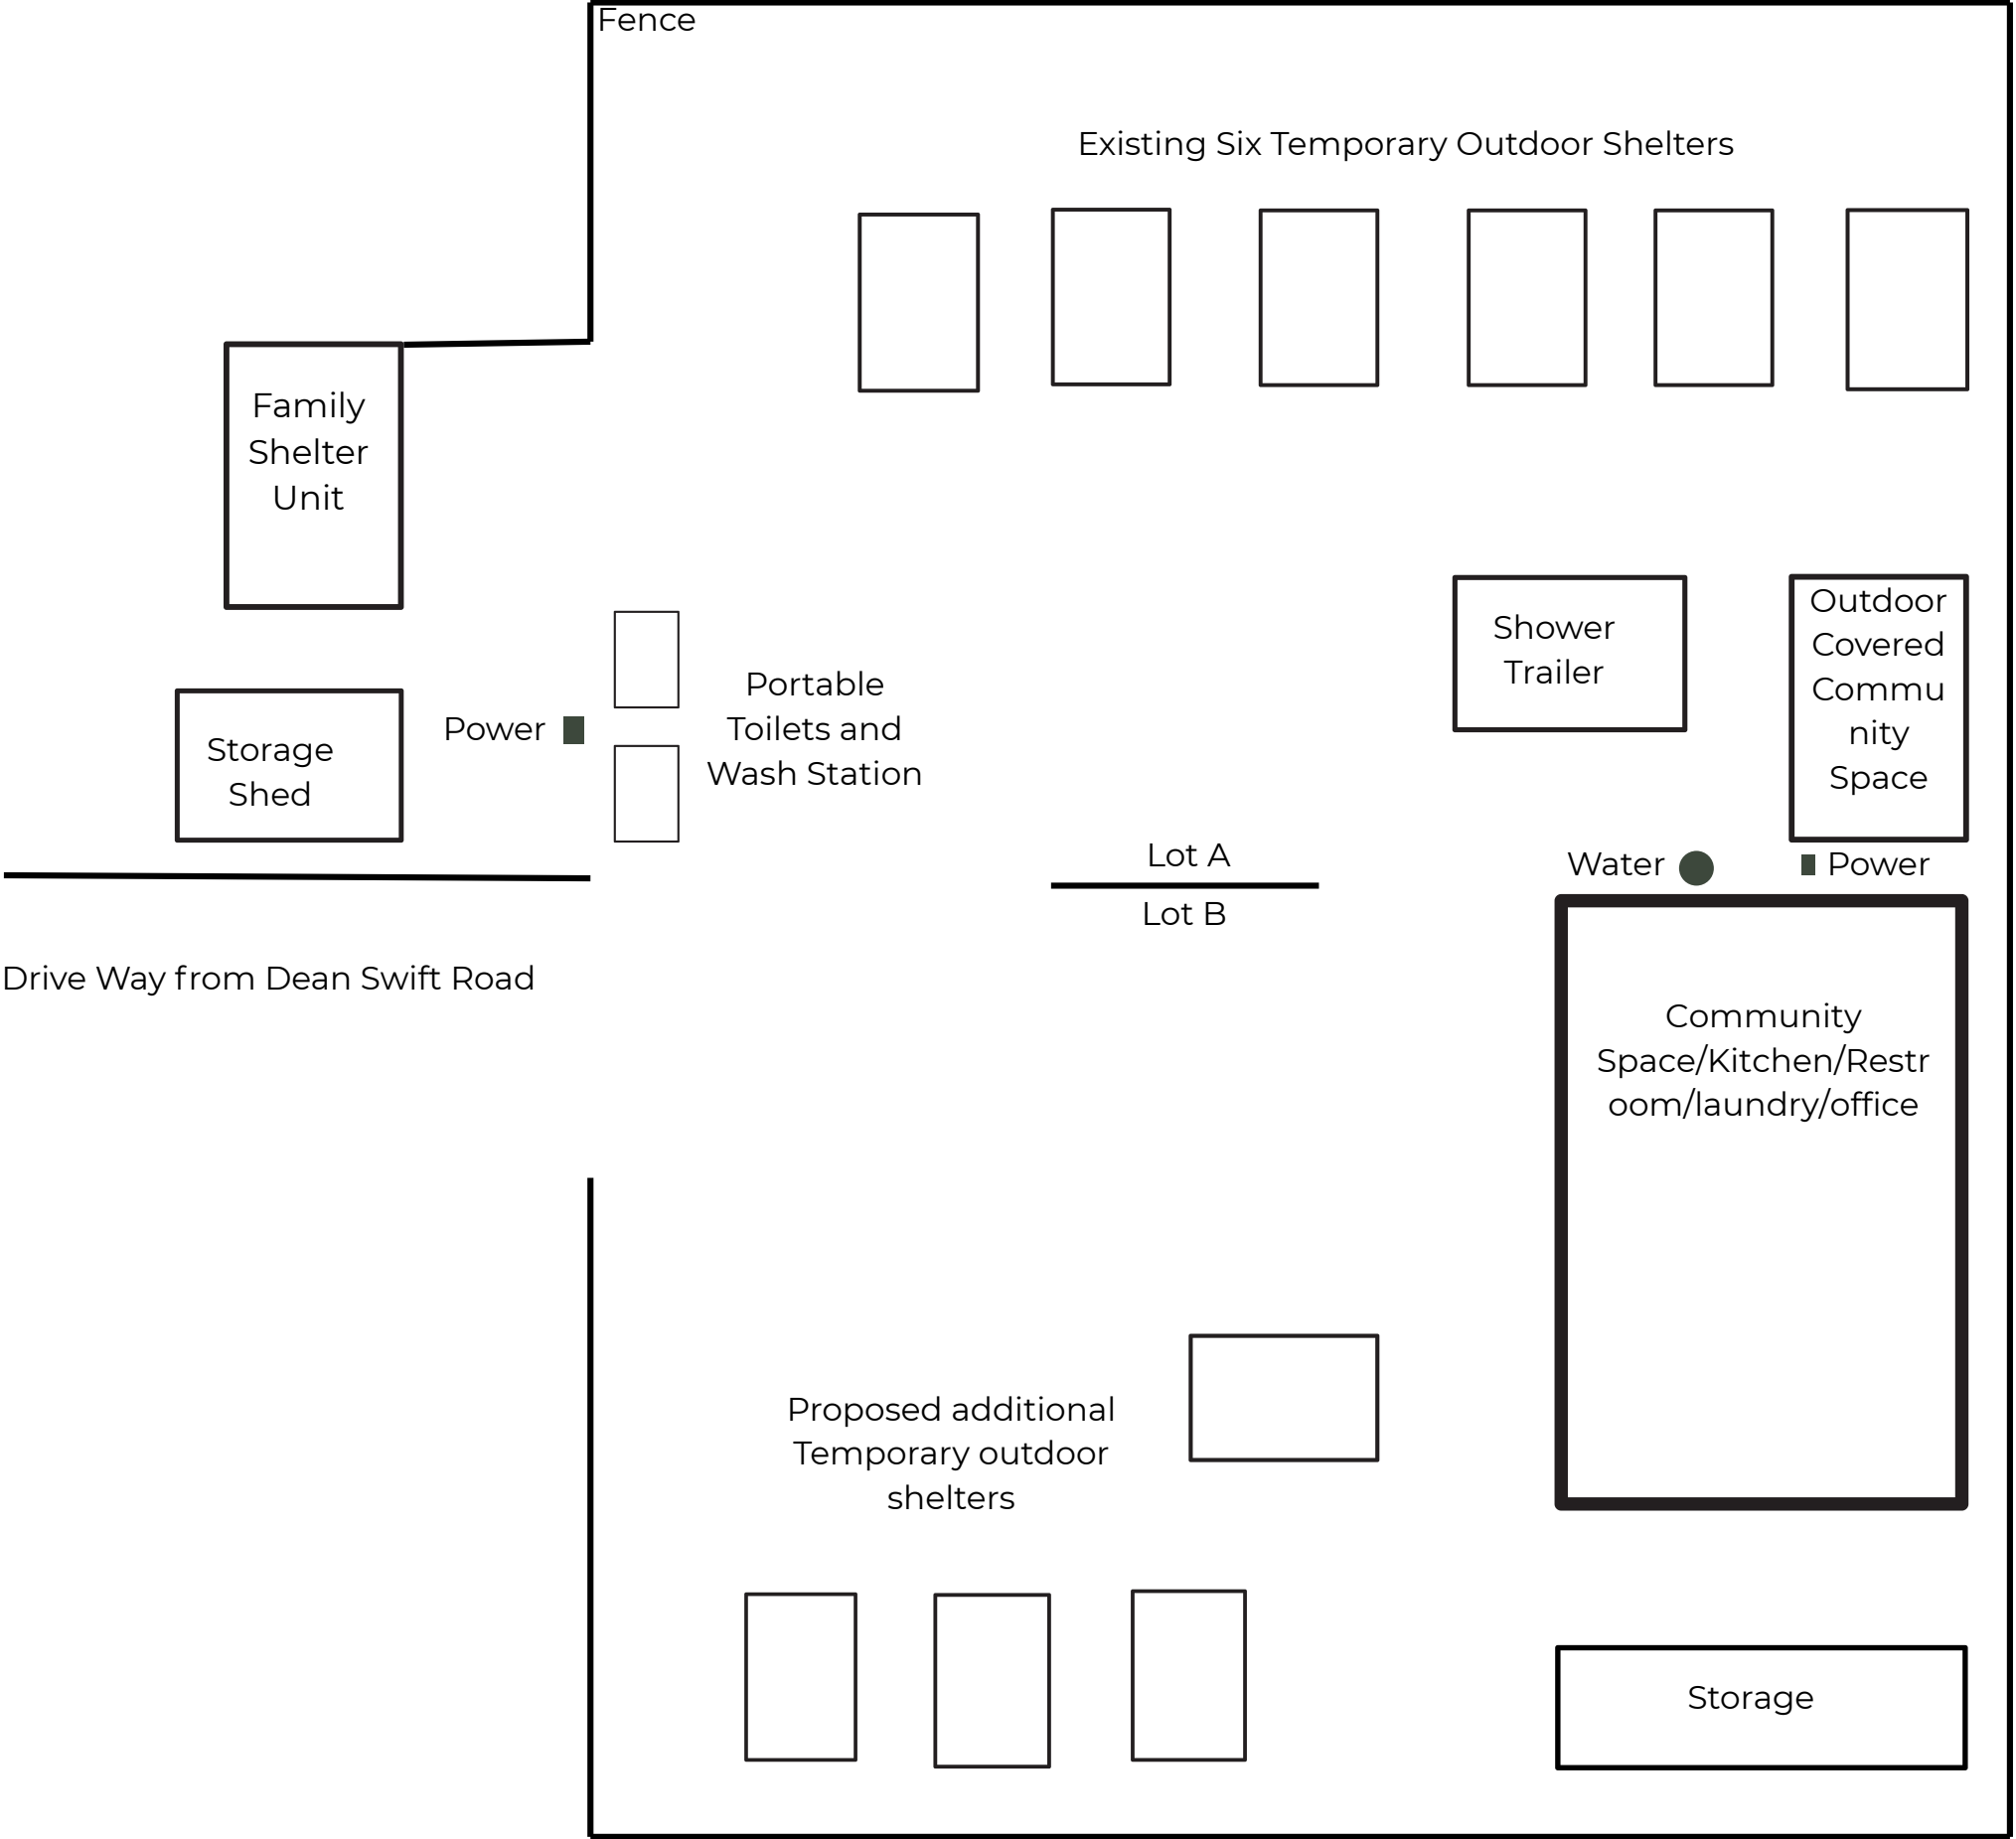 Fence
Existing Six Temporary Outdoor Shelters
Family
Shelter
Unit
Storage
Shed
Power
Portable
Toilets and
Wash Station
Shower
Trailer
Outdoor
Covered
Commu
nity
Space
Lot A
Lot B
Water
Power
Drive Way from Dean Swift Road
Community
Space/Kitchen/Restr
oom/laundry/office
Proposed additional
Temporary outdoor
shelters
Storage